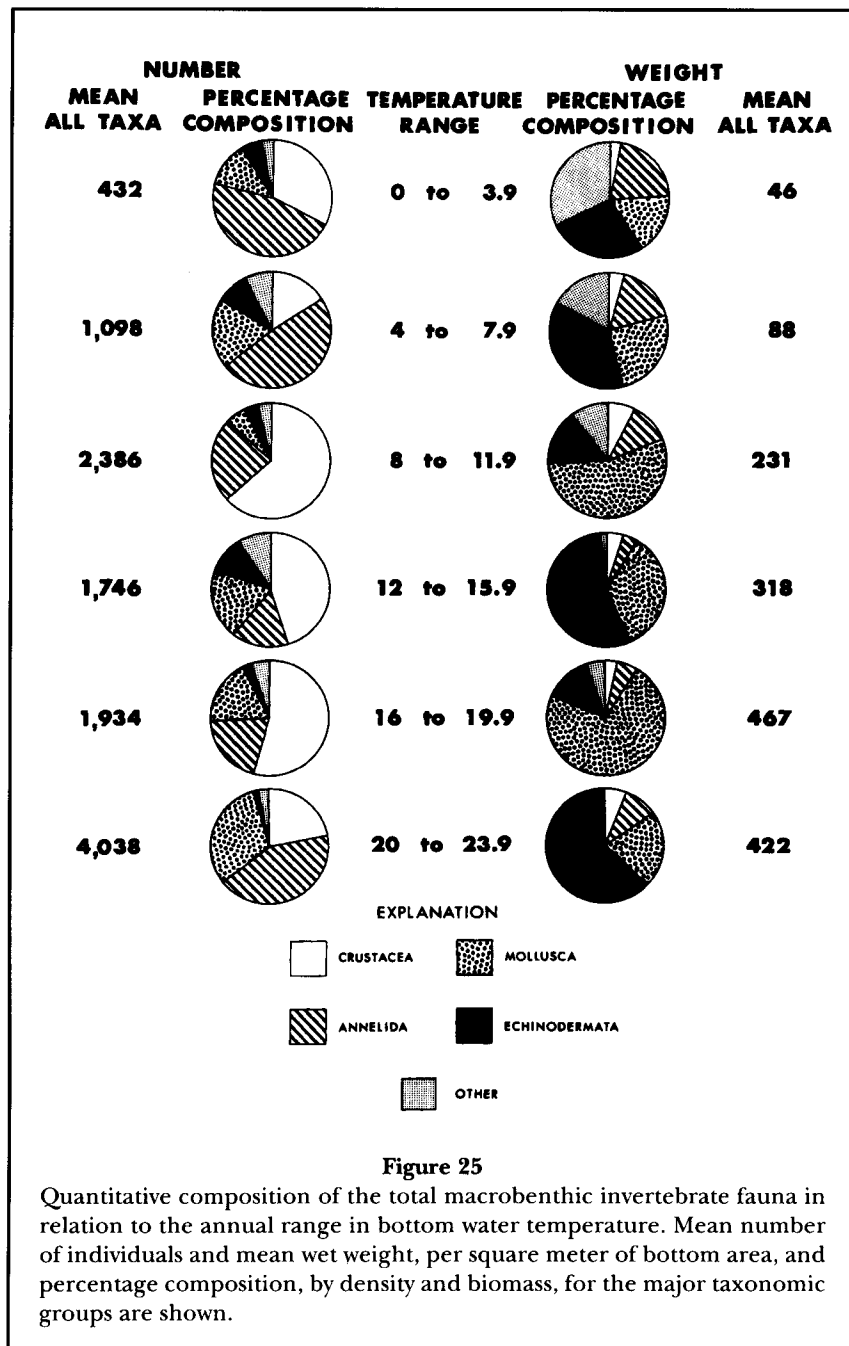 NUMBER WEIGHT
MEAN PERCENTAGE TEMPERATURE PERCENTAGE MEAN
ALL TAXA COMPOSITION RANGE COMPOSITION ALL TAXA
432 0 to 3.9 46
1,098 4 to 7.9 88
2,386 8 to 11.9 231
1,746 12 to 15.9 318
1,934 16 to 19.9 467
4,038 20 to 23.9 422
EXPLANATION
CRUSTACEA MOLLUSCA
ANNELIDA ECHINODERMATA
OTHER
Figure 25
Quantitative composition of the total macrobenthic invertebrate fauna in
relation to the annual range in bottom water temperature. Mean number
of individuals and mean wet weight, per square meter of bottom area, and
percentage composition, by density and biomass, for the major taxonomic
groups are shown.